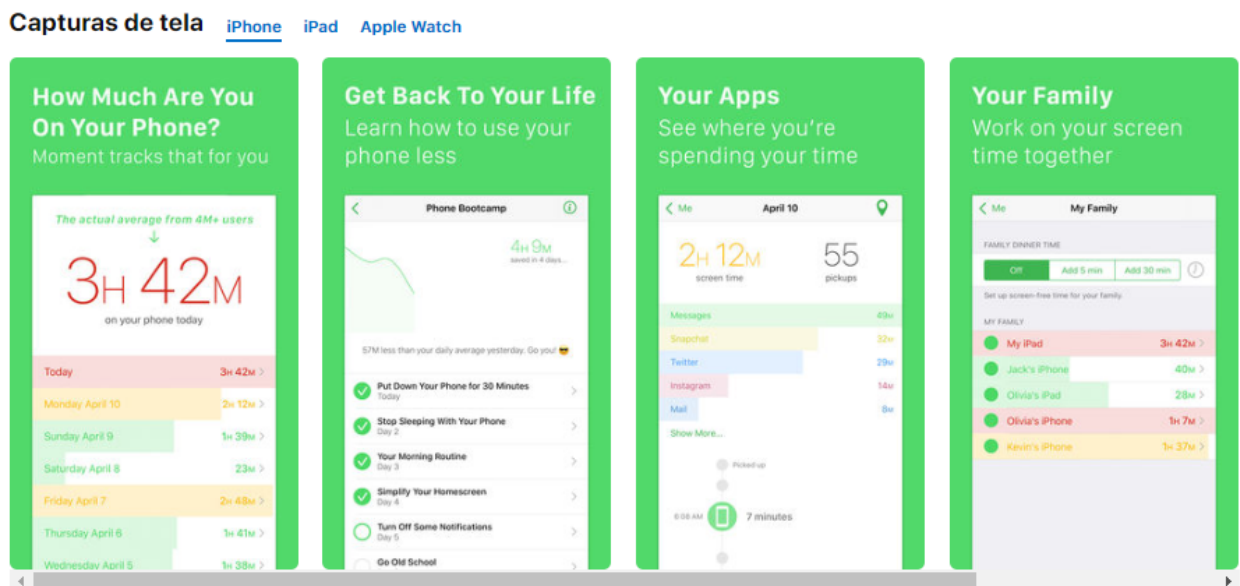 Capturas de tela iPhone iPad Apple Watch
How Much Are You
On Your Phone?
Moment tracks that for you
The actual average from 4M+ users
3H 42M
on your phone today
Today 3H 42M
Monday April 10 2H 12M
Sunday April 9 1H 39M
Saturday April 8 23M
Friday April 7 2H 48M
Thursday April 6 1H 41M
Wednesday April 5 1H 38M
Get Back To Your Life
Learn how to use your
phone less
Phone Bootcamp
4H 9M
saved in 4 days...
57M less than your daily average yesterday. Go you! 😎
Put Down Your Phone for 30 Minutes
Today
Stop Sleeping With Your Phone
Day 2
Your Morning Routine
Day 3
Simplify Your Homescreen
Day 4
Turn Off Some Notifications
Day 5
Go Old School
Your Apps
See where you're
spending your time
Me April 10
2H 12M 55
screen time pickups
Messages 49M
Snapchat 32M
Twitter 29M
Instagram 14M
Mail 8M
Show More...
Picked up
6:08 AM 7 minutes
Your Family
Work on your screen
time together
Me My Family
FAMILY DINNER TIME
Off Add 5 min Add 30 min
Set up screen-free time for your family.
MY FAMILY
My iPad 3H 42M
Jack's iPhone 40M
Olivia's iPad 28M
Olivia's iPhone 1H 7M
Kevin's iPhone 1H 37M